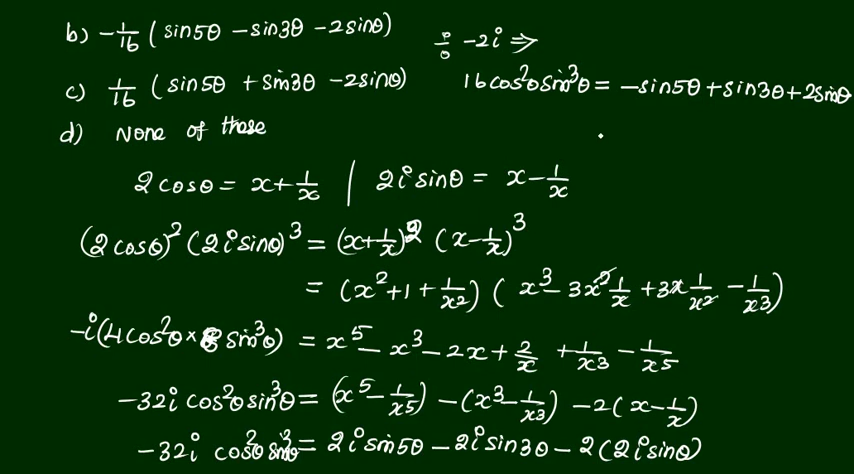 b) -1/16 ( sin5θ - sin3θ - 2sinθ)
÷ -2i ⇒
c) 1/16 ( sin5θ + sin3θ - 2sinθ)
16cos²θsin³θ = -sin5θ+sin3θ+2sinθ
d) None of these
2cosθ = x+1/x | 2i sinθ = x-1/x
(2cosθ)² (2i sinθ)³ = (x+1/x)² (x-1/x)³
= (x²+1+1/x²) ( x³ - 3x² 1/x + 3x 1/x² - 1/x³)
-i(4cos²θ × 8 sin³θ) = x⁵ - x³ - 2x + 2/x + 1/x³ - 1/x⁵
-32i cos²θsin³θ = (x⁵ - 1/x⁵) - (x³ - 1/x³) - 2(x - 1/x)
-32i cos²θ sin³θ = 2i sin5θ - 2i sin3θ - 2(2i sinθ)